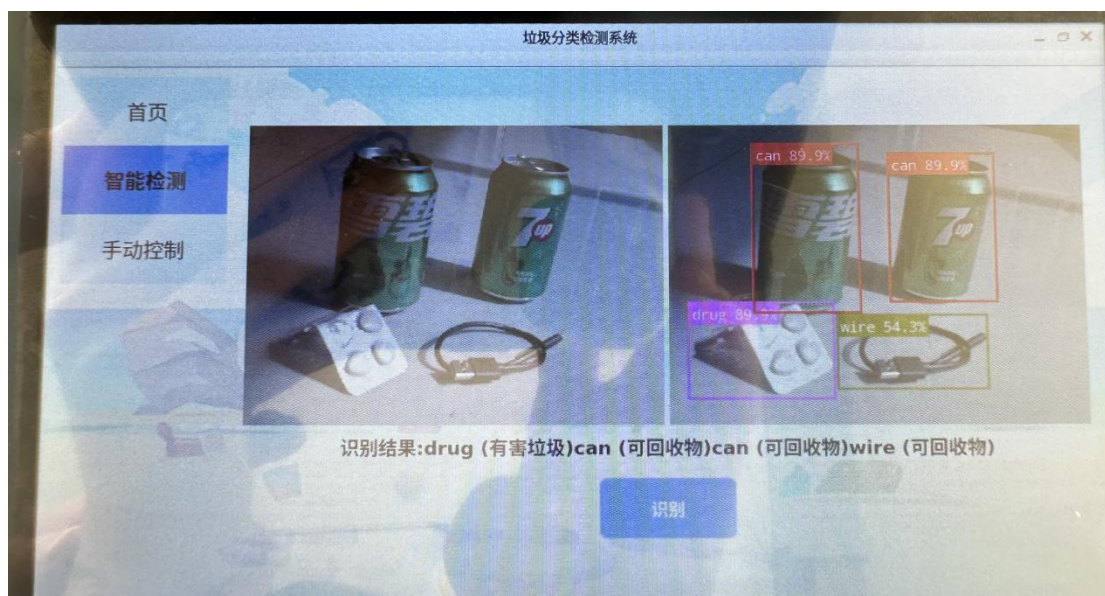 垃圾分类检测系统
首页
智能检测
手动控制
雪碧
7up
can 89.9%
can 89.9%
雪碧
7up
drug 89.9%
wire 54.3%
识别结果:drug (有害垃圾)can (可回收物)can (可回收物)wire (可回收物)
识别